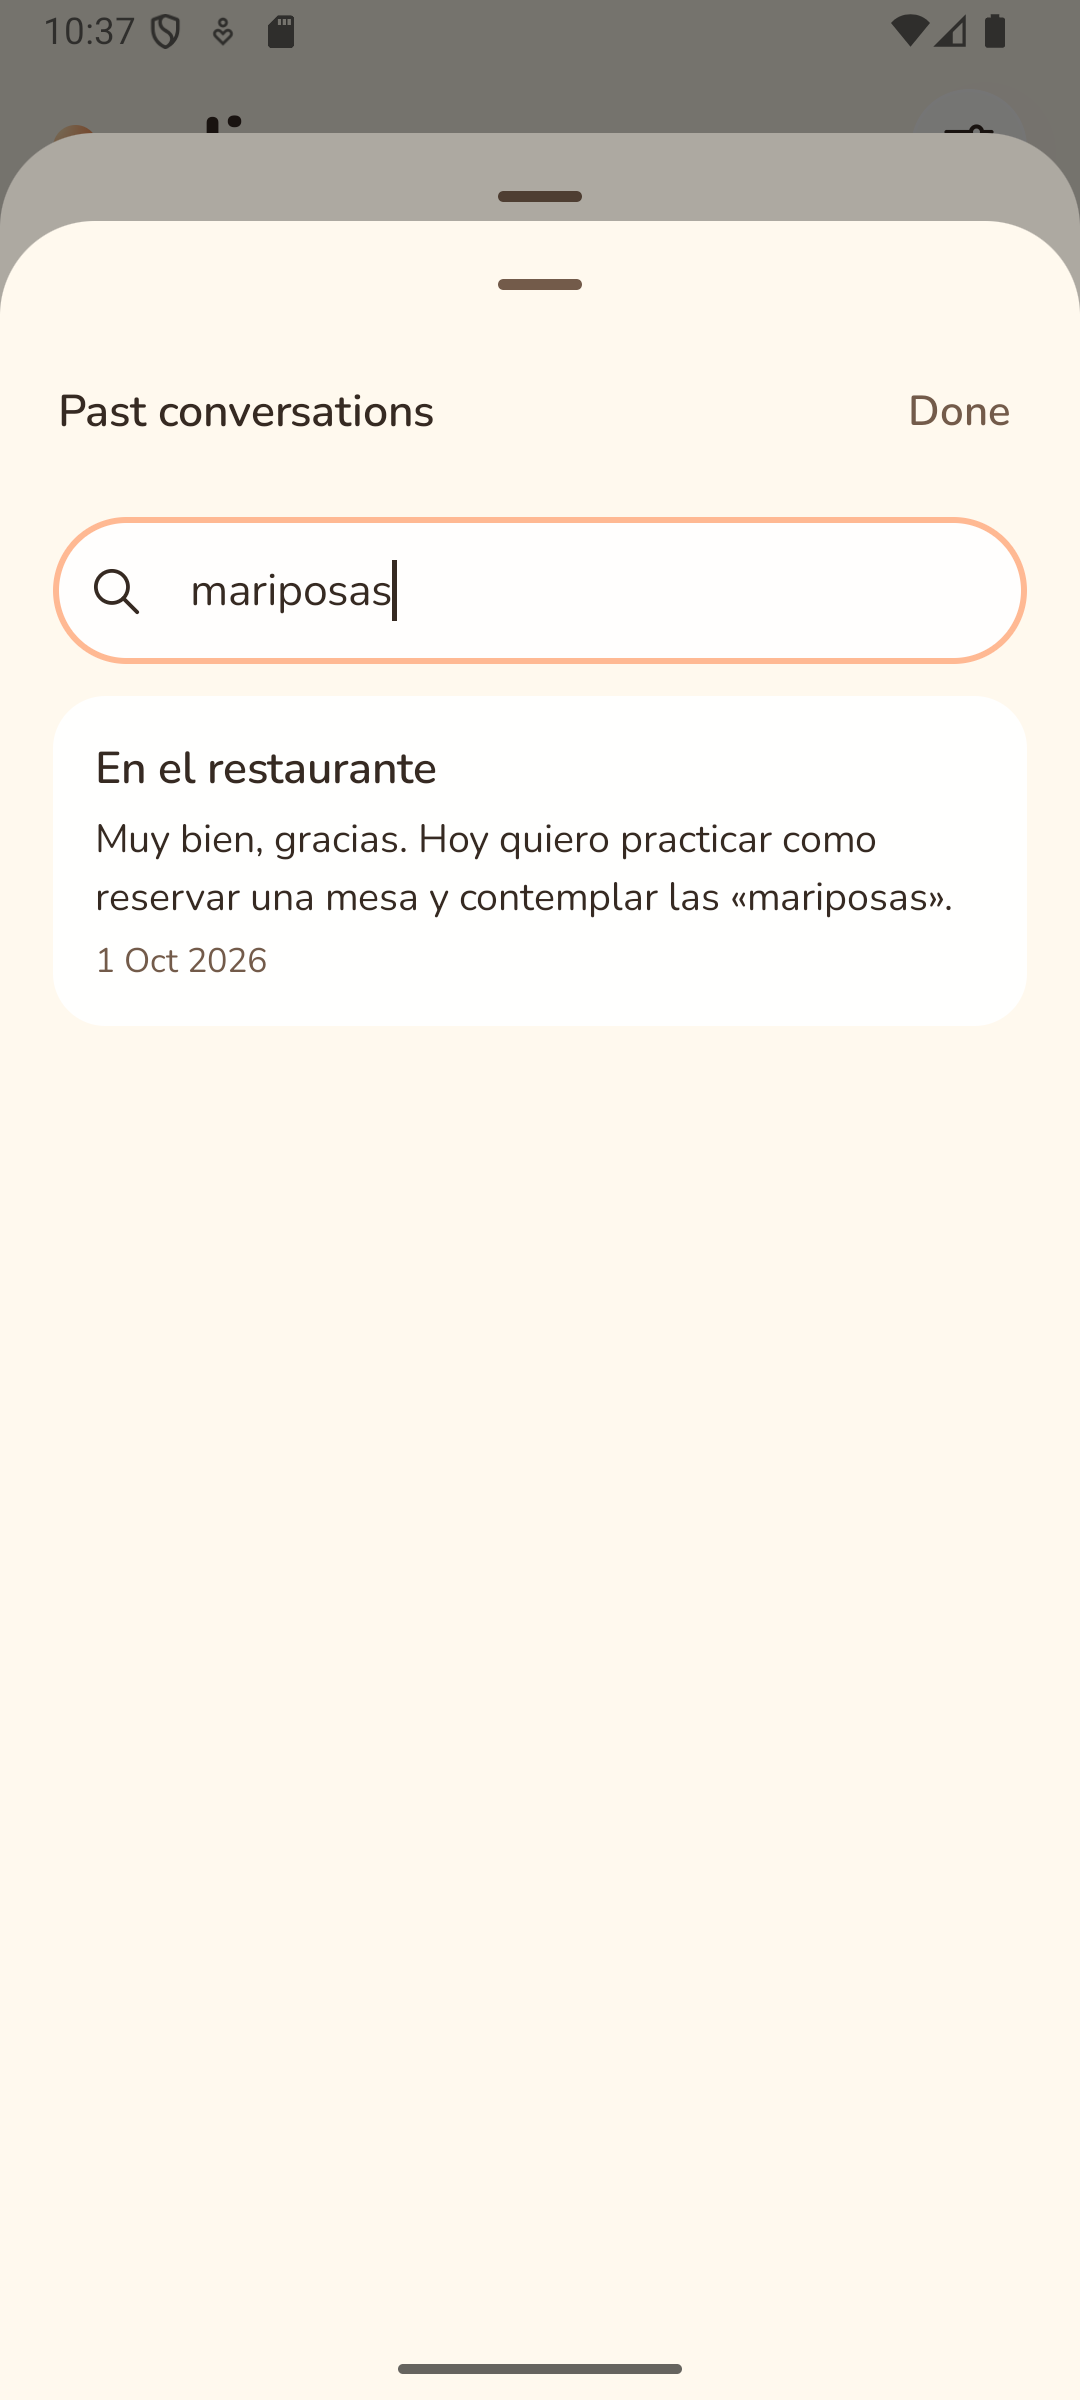 10:37
Past conversations
Done
mariposas
En el restaurante
Muy bien, gracias. Hoy quiero practicar como
reservar una mesa y contemplar las «mariposas».
1 Oct 2026